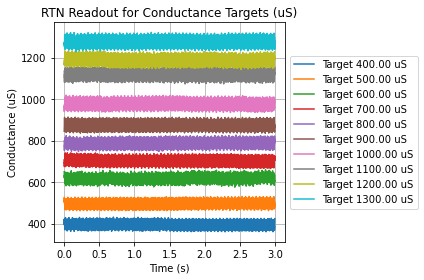 RTN Readout for Conductance Targets (uS)
Conductance (uS)
1200
1000
800
600
400
0.0 0.5 1.0 1.5 2.0 2.5 3.0
Time (s)
Target 400.00 uS
Target 500.00 uS
Target 600.00 uS
Target 700.00 uS
Target 800.00 uS
Target 900.00 uS
Target 1000.00 uS
Target 1100.00 uS
Target 1200.00 uS
Target 1300.00 uS